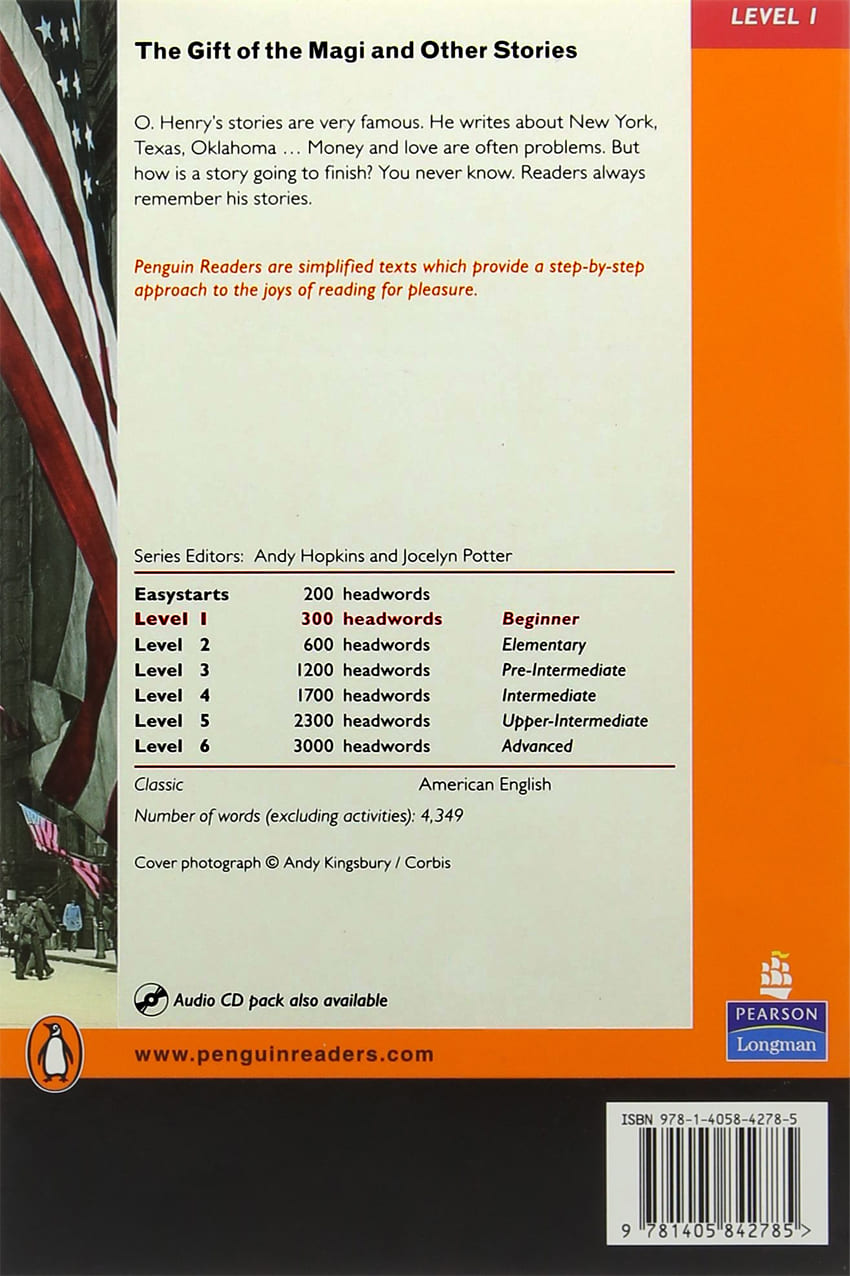 LEVEL 1
The Gift of the Magi and Other Stories
O. Henry's stories are very famous. He writes about New York,
Texas, Oklahoma … Money and love are often problems. But
how is a story going to finish? You never know. Readers always
remember his stories.
Penguin Readers are simplified texts which provide a step-by-step
approach to the joys of reading for pleasure.
Series Editors: Andy Hopkins and Jocelyn Potter
Easystarts 200 headwords
Level 1 300 headwords Beginner
Level 2 600 headwords Elementary
Level 3 1200 headwords Pre-Intermediate
Level 4 1700 headwords Intermediate
Level 5 2300 headwords Upper-Intermediate
Level 6 3000 headwords Advanced
Classic American English
Number of words (excluding activities): 4,349
Cover photograph © Andy Kingsbury / Corbis
Audio CD pack also available
PEARSON
Longman
www.penguinreaders.com
ISBN 978-1-4058-4278-5
9 781405 842785 >